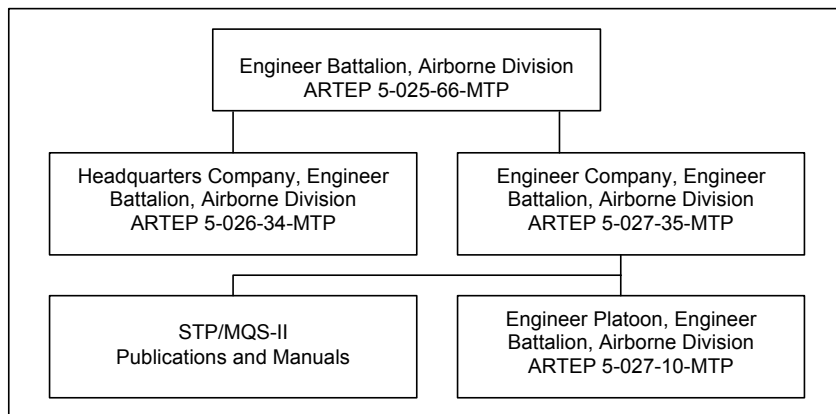 Engineer Battalion, Airborne Division
ARTEP 5-025-66-MTP
Headquarters Company, Engineer
Battalion, Airborne Division
ARTEP 5-026-34-MTP
Engineer Company, Engineer
Battalion, Airborne Division
ARTEP 5-027-35-MTP
STP/MQS-II
Publications and Manuals
Engineer Platoon, Engineer
Battalion, Airborne Division
ARTEP 5-027-10-MTP